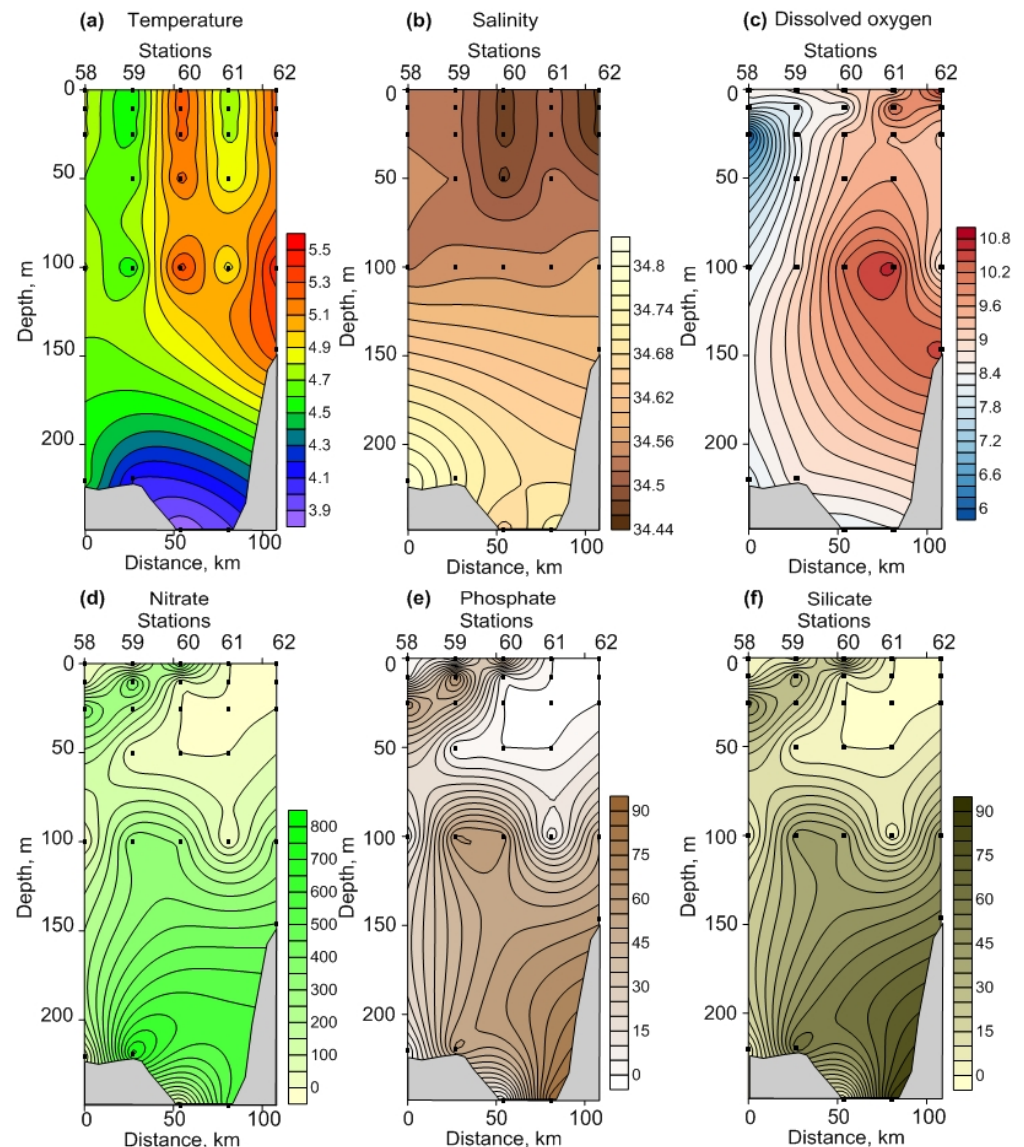 (a) Temperature
Stations
58 59 60 61 62
0
50
100
150
200
Depth, m
0 50 100
Distance, km
5.5
5.3
5.1
4.9
4.7
4.5
4.3
4.1
3.9
(b) Salinity
Stations
58 59 60 61 62
0
50
100
150
200
Depth, m
0 50 100
Distance, km
34.8
34.74
34.68
34.62
34.56
34.5
34.44
(c) Dissolved oxygen
Stations
58 59 60 61 62
0
50
100
150
200
Depth, m
0 50 100
Distance, km
10.8
10.2
9.6
9
8.4
7.8
7.2
6.6
6
(d) Nitrate
Stations
58 59 60 61 62
0
50
100
150
200
Depth, m
0 50 100
Distance, km
800
700
600
500
400
300
200
100
0
(e) Phosphate
Stations
58 59 60 61 62
0
50
100
150
200
Depth, m
0 50 100
Distance, km
90
75
60
45
30
15
0
(f) Silicate
Stations
58 59 60 61 62
0
50
100
150
200
Depth, m
0 50 100
Distance, km
90
75
60
45
30
15
0